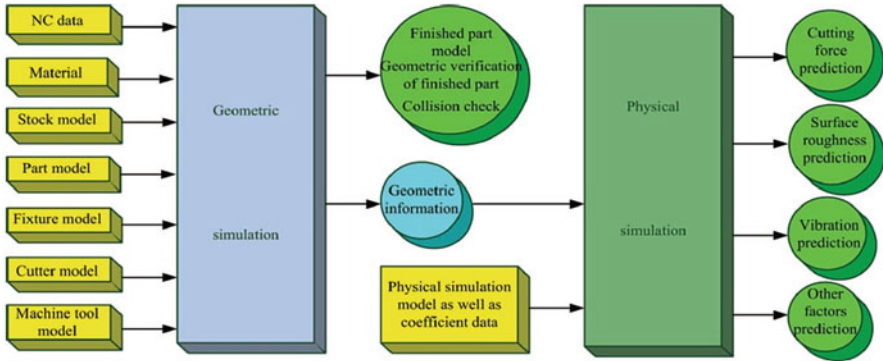 NC data
Material
Stock model
Part model
Fixture model
Cutter model
Machine tool
model
Geometric
simulation
Finished part
model
Geometric verification
of finished part
Collision check
Geometric
information
Physical simulation
model as well as
coefficient data
Physical
simulation
Cutting
force
prediction
Surface
roughness
prediction
Vibration
prediction
Other
factors
prediction